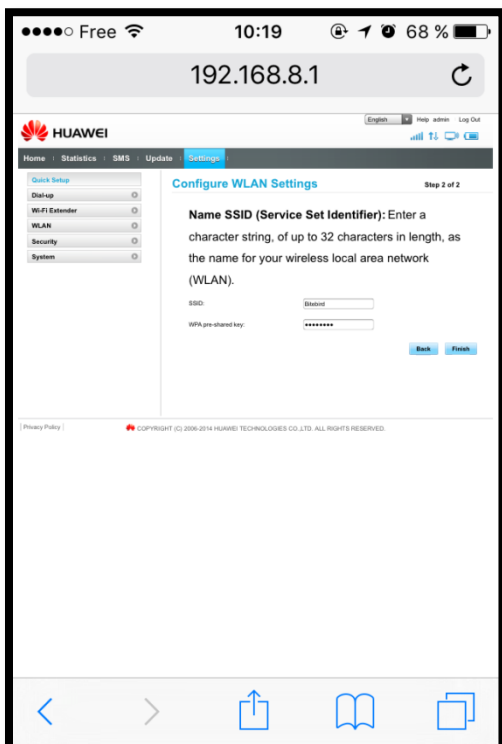 Free 10:19 68 %
192.168.8.1
English Help admin Log Out
HUAWEI
Home Statistics SMS Update Settings
Quick Setup
Dial-up
Wi-Fi Extender
WLAN
Security
System
Configure WLAN Settings Step 2 of 2
Name SSID (Service Set Identifier): Enter a
character string, of up to 32 characters in length, as
the name for your wireless local area network
(WLAN).
SSID: Bitebird
WPA pre-shared key: ••••••••
Back Finish
Privacy Policy HUAWEI COPYRIGHT (C) 2006-2014 HUAWEI TECHNOLOGIES CO.,LTD. ALL RIGHTS RESERVED.